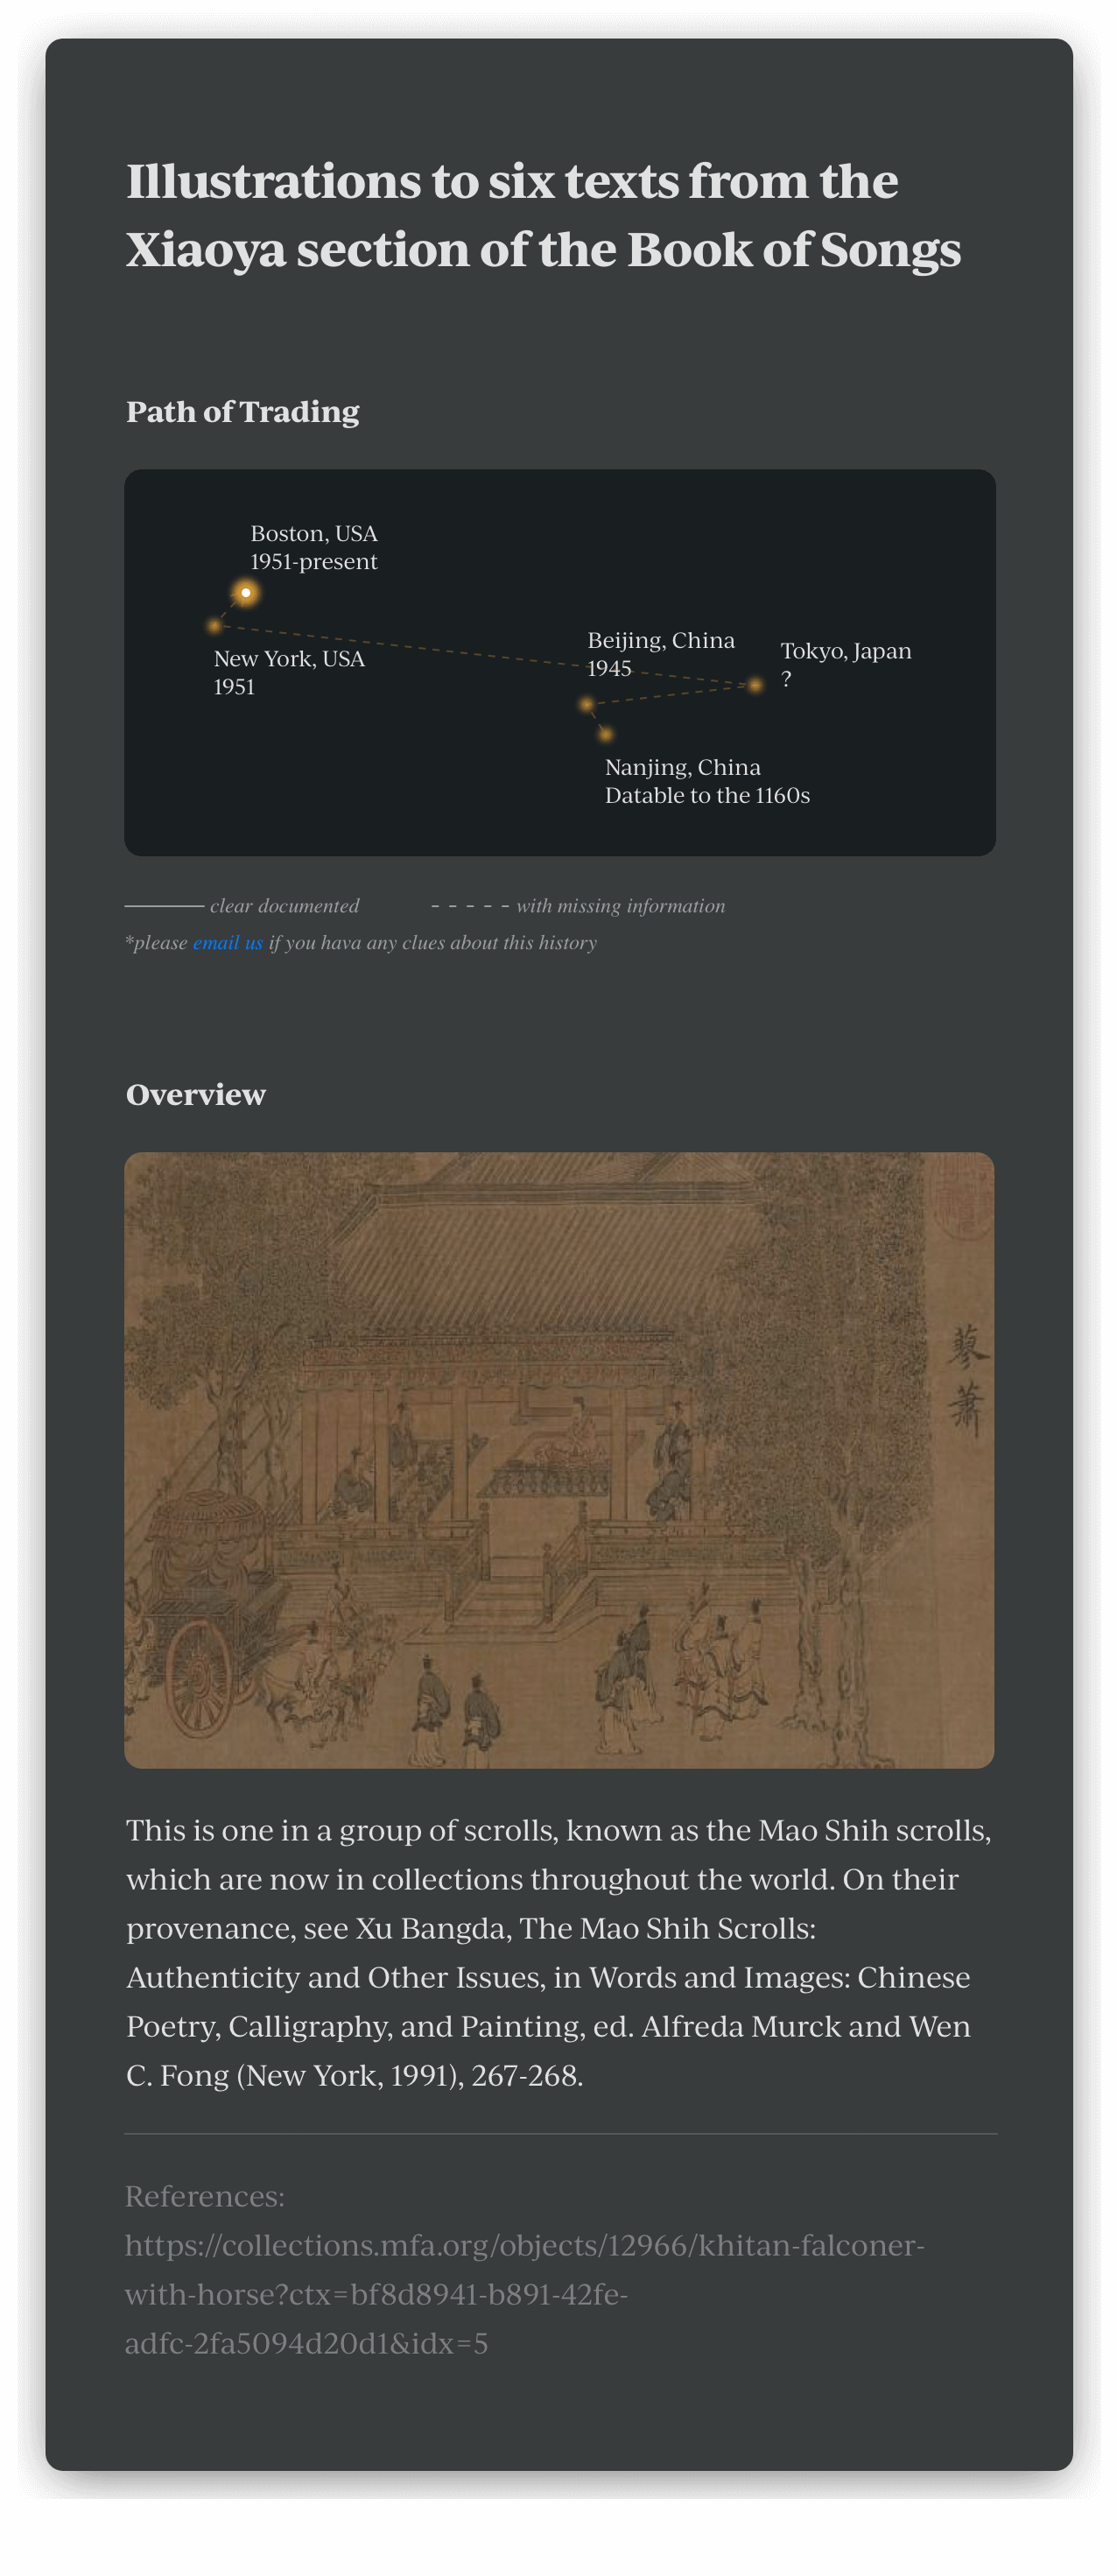 Illustrations to six texts from the
Xiaoya section of the Book of Songs
Path of Trading
Boston, USA
1951-present
New York, USA
1951
Beijing, China
1945
Tokyo, Japan
?
Nanjing, China
Datable to the 1160s
clear documented
with missing information
*please email us if you hava any clues about this history
Overview
蓼
蕭
This is one in a group of scrolls, known as the Mao Shih scrolls,
which are now in collections throughout the world. On their
provenance, see Xu Bangda, The Mao Shih Scrolls:
Authenticity and Other Issues, in Words and Images: Chinese
Poetry, Calligraphy, and Painting, ed. Alfreda Murck and Wen
C. Fong (New York, 1991), 267-268.
References:
https://collections.mfa.org/objects/12966/khitan-falconer-
with-horse?ctx=bf8d8941-b891-42fe-
adfc-2fa5094d20d1&idx=5